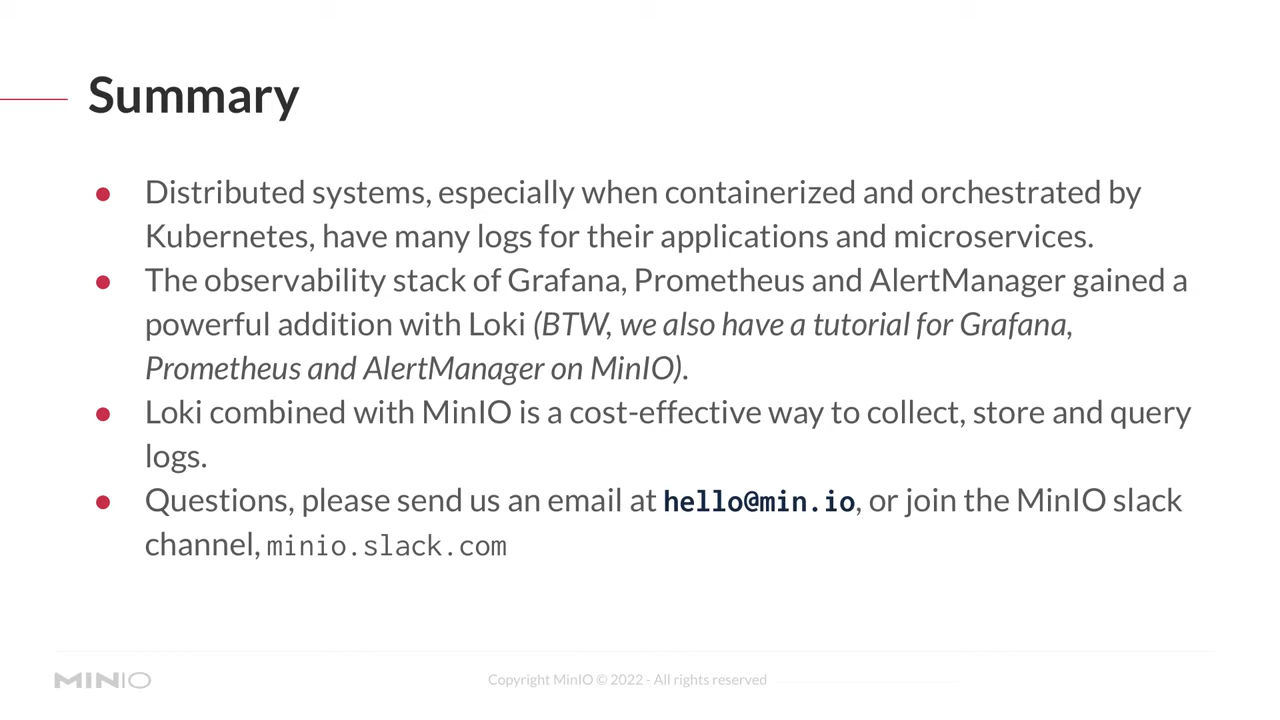 Summary
● Distributed systems, especially when containerized and orchestrated by
Kubernetes, have many logs for their applications and microservices.
● The observability stack of Grafana, Prometheus and AlertManager gained a
powerful addition with Loki (BTW, we also have a tutorial for Grafana,
Prometheus and AlertManager on MinIO).
● Loki combined with MinIO is a cost-effective way to collect, store and query
logs.
● Questions, please send us an email at hello@min.io, or join the MinIO slack
channel, minio.slack.com
MINIO
Copyright MinIO © 2022 - All rights reserved